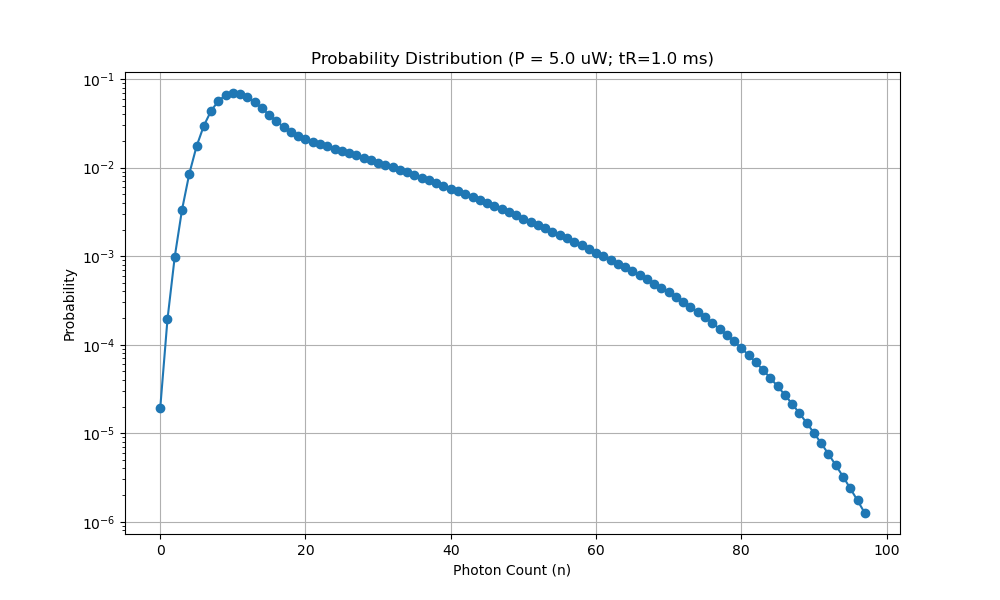 Probability Distribution (P = 5.0 uW; tR=1.0 ms)
Probability
10⁻¹
10⁻²
10⁻³
10⁻⁴
10⁻⁵
10⁻⁶
0 20 40 60 80 100
Photon Count (n)